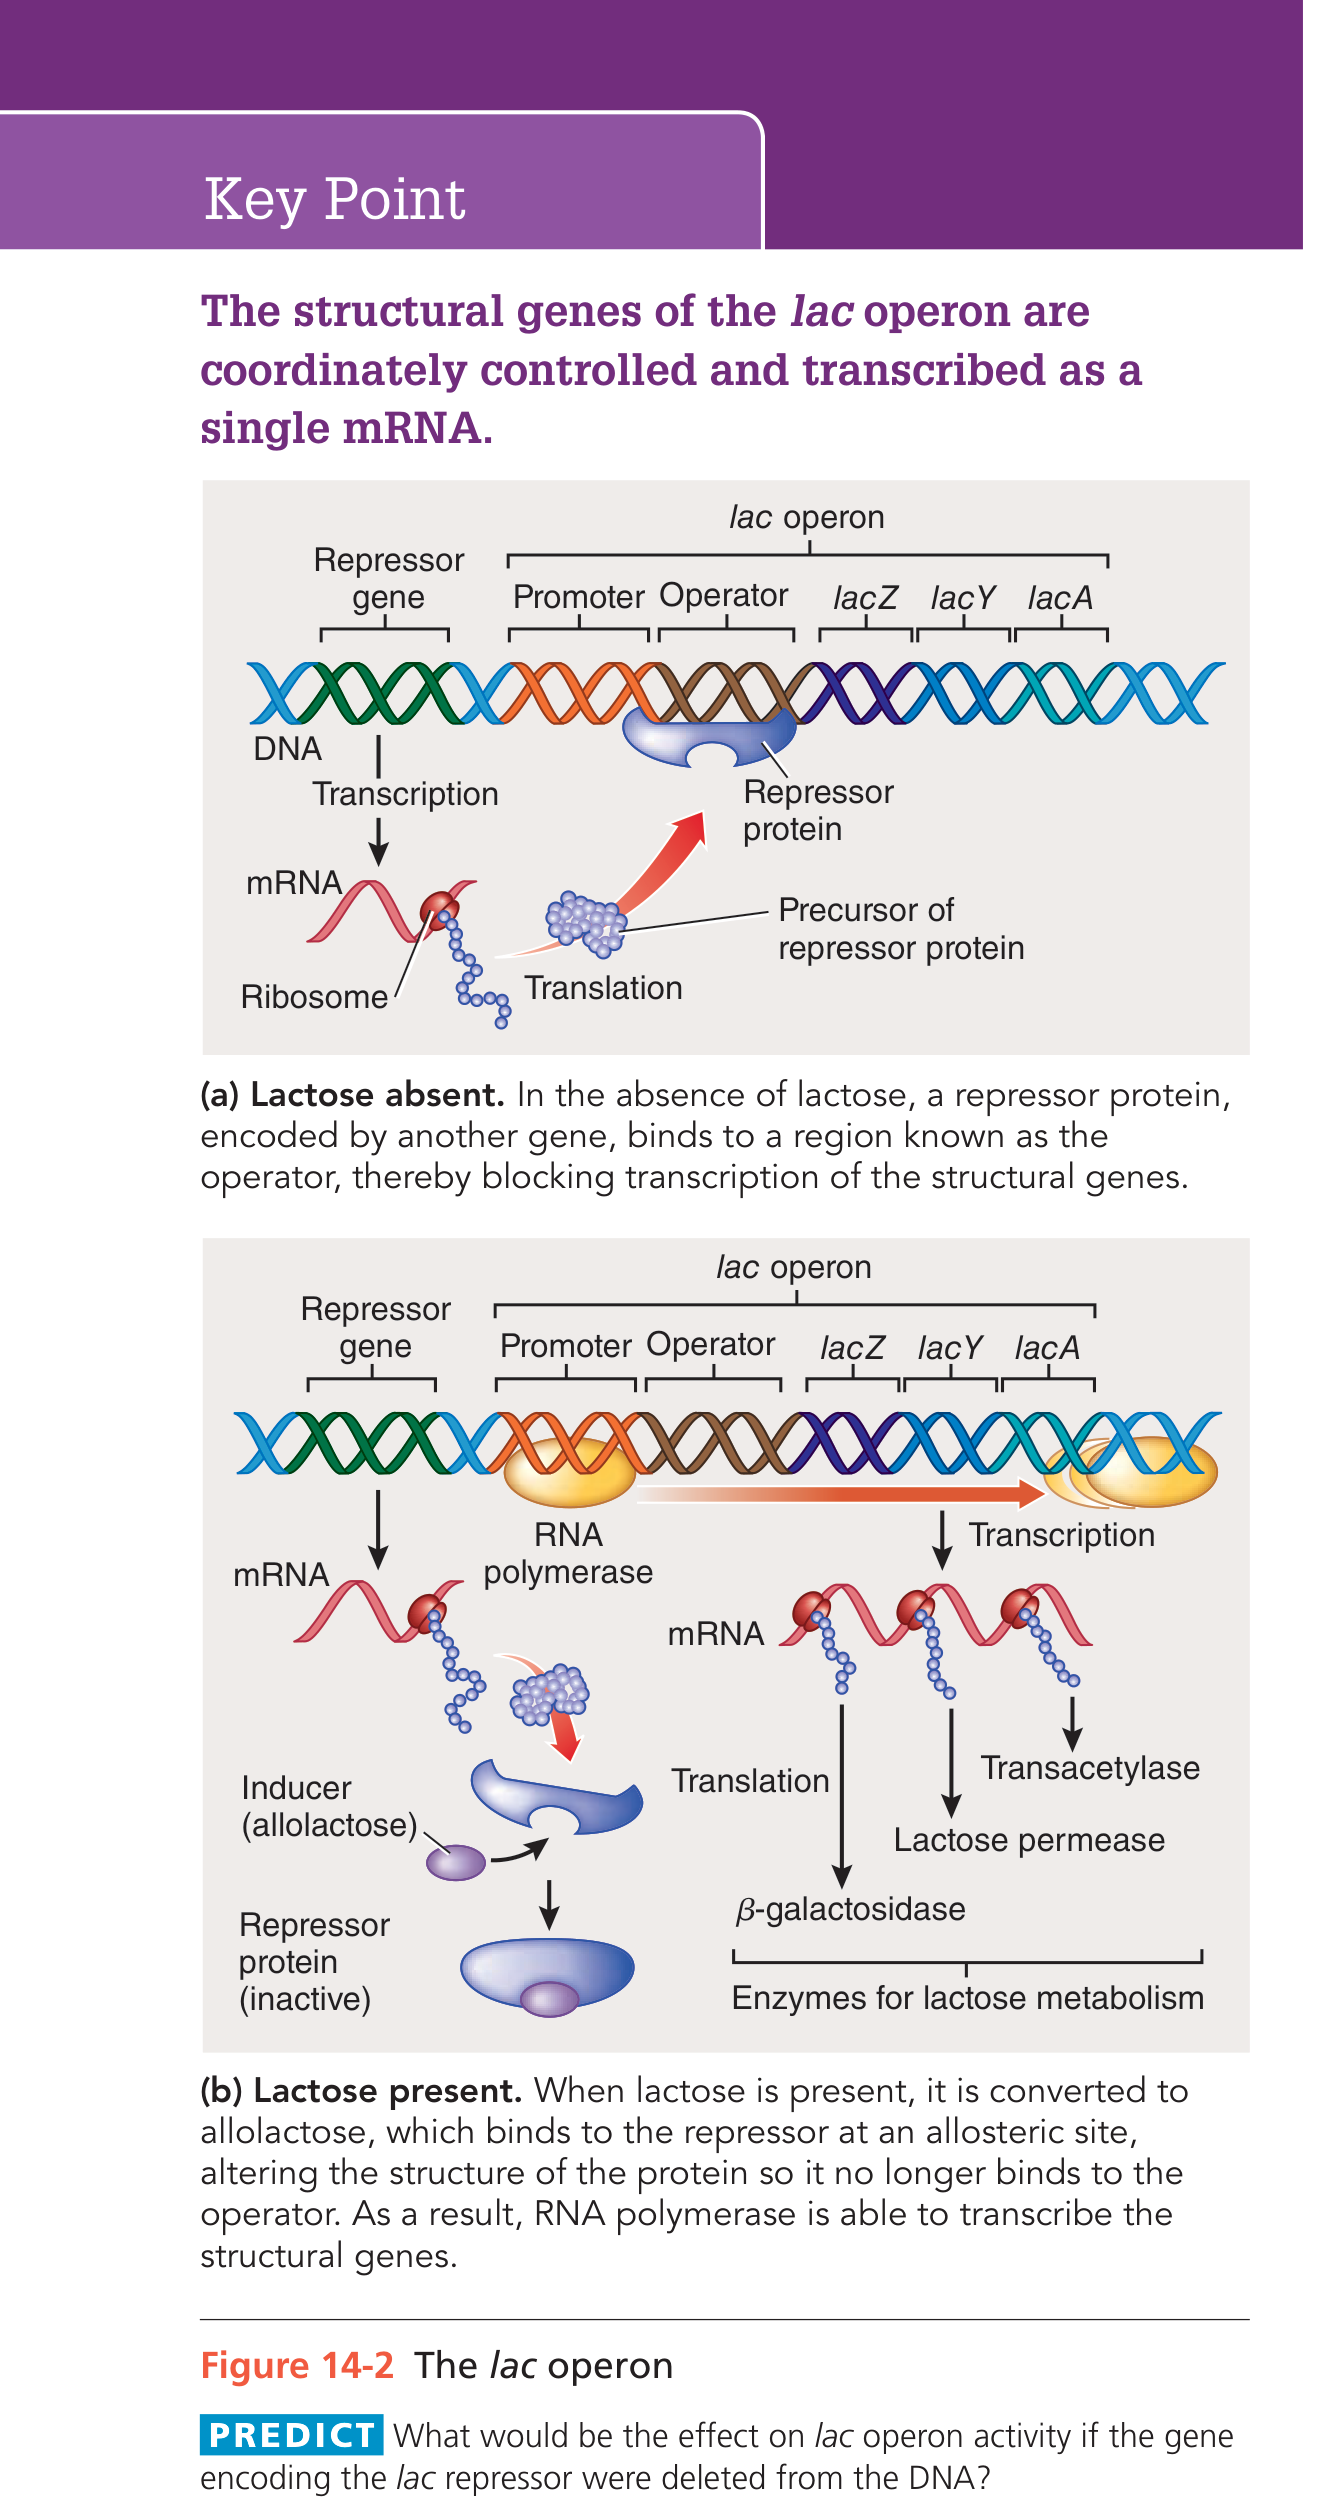 Key Point
The structural genes of the lac operon are
coordinately controlled and transcribed as a
single mRNA.
lac operon
Repressor
gene
Promoter
Operator
lacZ
lacY
lacA
DNA
Transcription
Repressor
protein
mRNA
Precursor of
repressor protein
Ribosome
Translation
(a) Lactose absent. In the absence of lactose, a repressor protein,
encoded by another gene, binds to a region known as the
operator, thereby blocking transcription of the structural genes.
lac operon
Repressor
gene
Promoter
Operator
lacZ
lacY
lacA
RNA
polymerase
Transcription
mRNA
mRNA
Inducer
(allolactose)
Translation
Transacetylase
Lactose permease
β-galactosidase
Repressor
protein
(inactive)
Enzymes for lactose metabolism
(b) Lactose present. When lactose is present, it is converted to
allolactose, which binds to the repressor at an allosteric site,
altering the structure of the protein so it no longer binds to the
operator. As a result, RNA polymerase is able to transcribe the
structural genes.
Figure 14-2 The lac operon
PREDICT What would be the effect on lac operon activity if the gene
encoding the lac repressor were deleted from the DNA?